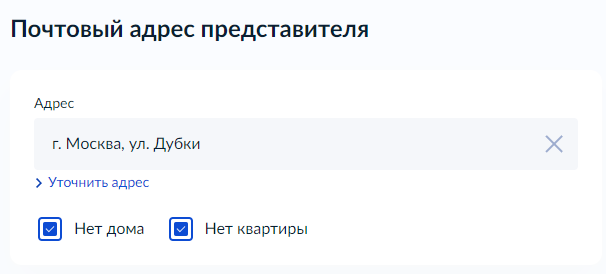 Почтовый адрес представителя
Адрес
г. Москва, ул. Дубки
Уточнить адрес
Нет дома Нет квартиры